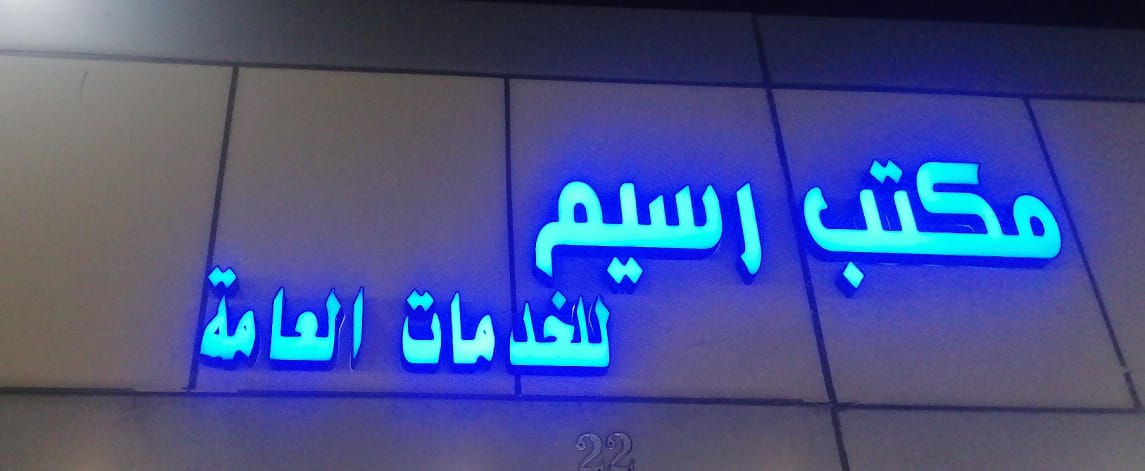 مكتب رسيم
للخدمات العامة
22